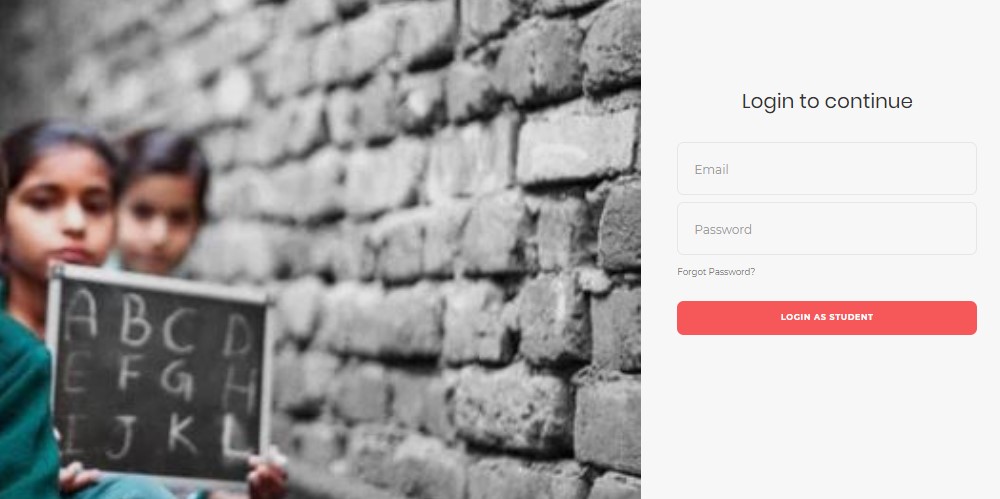 A B C D
E F G H
I J K L
Login to continue
Email
Password
Forgot Password?
LOGIN AS STUDENT